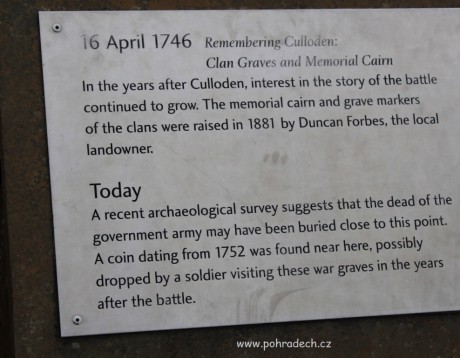 16 April 1746 Remembering Culloden:
Clan Graves and Memorial Cairn
In the years after Culloden, interest in the story of the battle
continued to grow. The memorial cairn and grave markers
of the clans were raised in 1881 by Duncan Forbes, the local
landowner.
Today
A recent archaeological survey suggests that the dead of the
government army may have been buried close to this point.
A coin dating from 1752 was found near here, possibly
dropped by a soldier visiting these war graves in the years
after the battle.
www.pohradech.cz